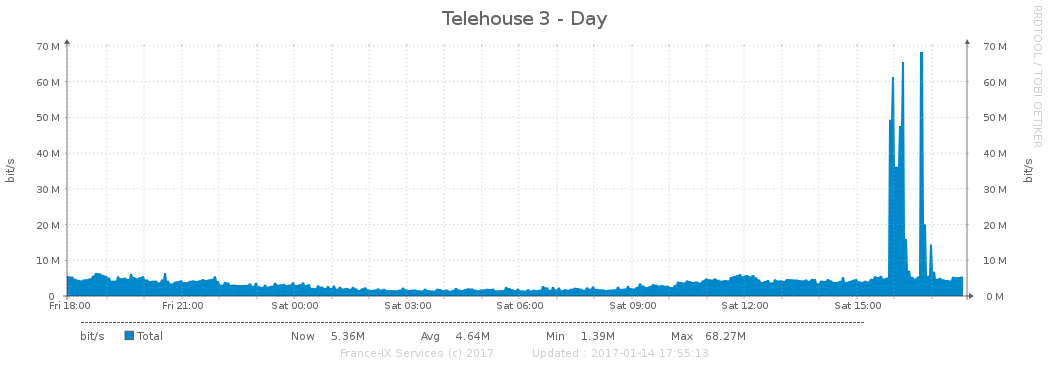 Telehouse 3 - Day
RRDTOOL / TOBI OETIKER
bit/s
70 M
60 M
50 M
40 M
30 M
20 M
10 M
0
70 M
60 M
50 M
40 M
30 M
20 M
10 M
0 M
bit/s
Fri 18:00 Fri 21:00 Sat 00:00 Sat 03:00 Sat 06:00 Sat 09:00 Sat 12:00 Sat 15:00
bit/s Total Now 5.36M Avg 4.64M Min 1.39M Max 68.27M
France-IX Services (c) 2017 Updated : 2017-01-14 17:55:13